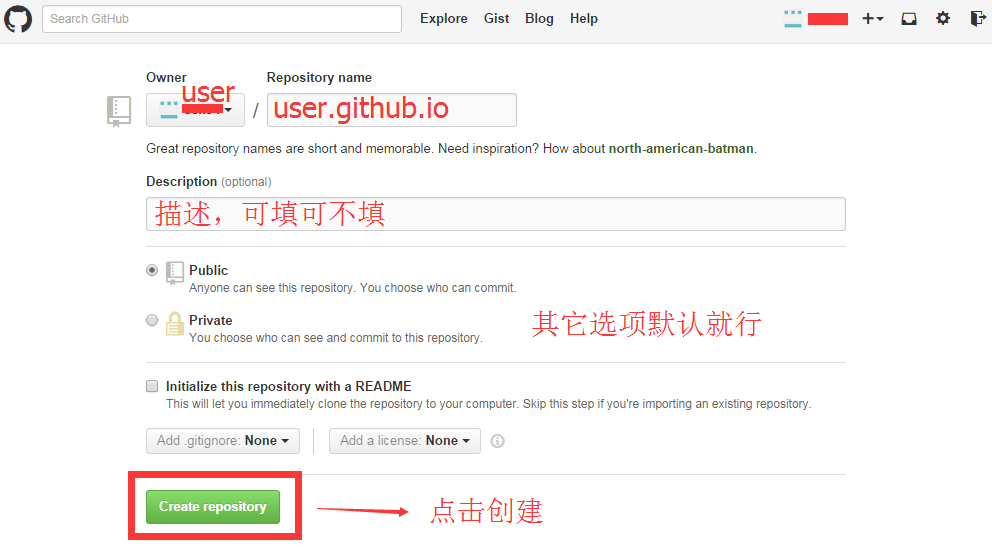 Search GitHub Explore Gist Blog Help
Owner Repository name
user / user.github.io
Great repository names are short and memorable. Need inspiration? How about north-american-batman.
Description (optional)
描述，可填可不填
Public
Anyone can see this repository. You choose who can commit.
Private
You choose who can see and commit to this repository.
其它选项默认就行
Initialize this repository with a README
This will let you immediately clone the repository to your computer. Skip this step if you're importing an existing repository.
Add .gitignore: None Add a license: None
Create repository 点击创建